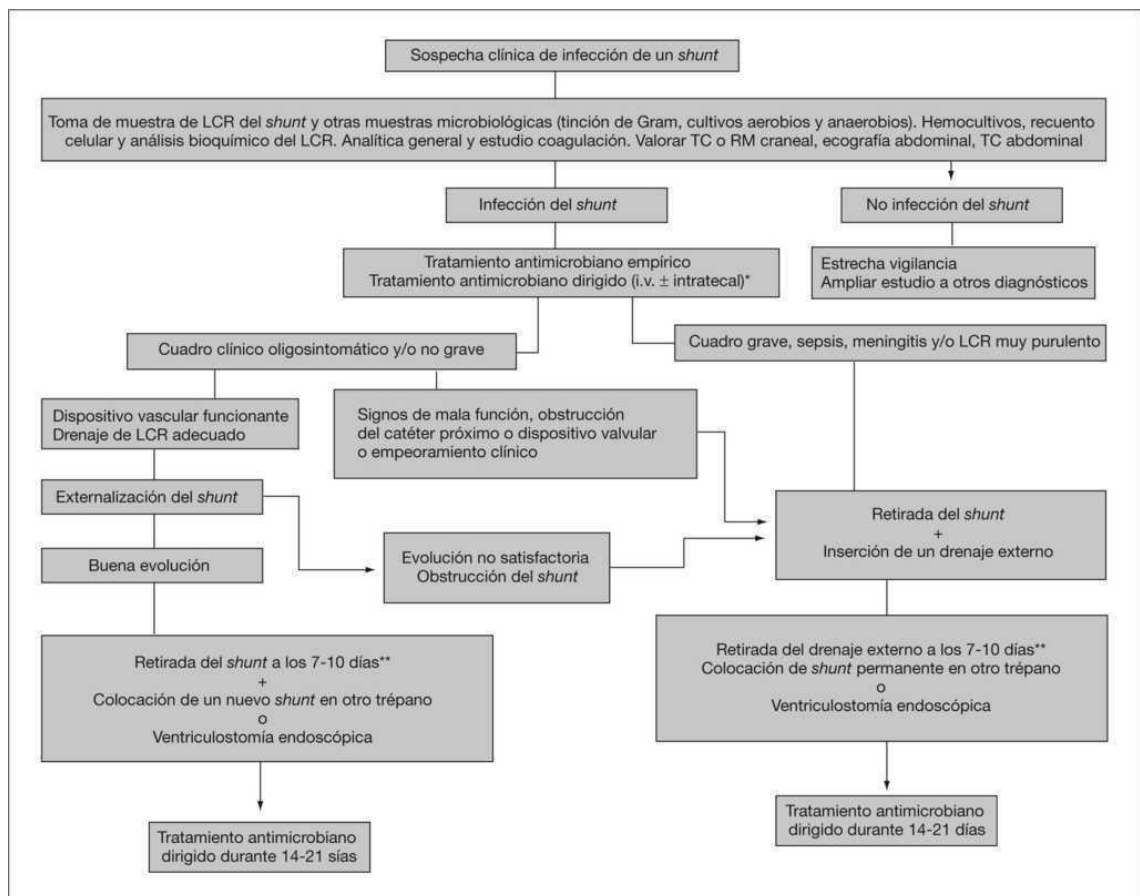 Sospecha clínica de infección de un shunt
Toma de muestra de LCR del shunt y otras muestras microbiológicas (tinción de Gram, cultivos aerobios y anaerobios). Hemocultivos, recuento
celular y análisis bioquímico del LCR. Analítica general y estudio coagulación. Valorar TC o RM craneal, ecografía abdominal, TC abdominal
Infección del shunt
No infección del shunt
Tratamiento antimicrobiano empírico
Tratamiento antimicrobiano dirigido (i.v. ± intratecal)*
Estrecha vigilancia
Ampliar estudio a otros diagnósticos
Cuadro clínico oligosintomático y/o no grave
Cuadro grave, sepsis, meningitis y/o LCR muy purulento
Dispositivo vascular funcionante
Drenaje de LCR adecuado
Signos de mala función, obstrucción
del catéter próximo o dispositivo valvular
o empeoramiento clínico
Externalización del shunt
Retirada del shunt
+
Inserción de un drenaje externo
Buena evolución
Evolución no satisfactoria
Obstrucción del shunt
Retirada del shunt a los 7-10 días**
+
Colocación de un nuevo shunt en otro trépano
o
Ventriculostomía endoscópica
Retirada del drenaje externo a los 7-10 días**
Colocación de shunt permanente en otro trépano
o
Ventriculostomía endoscópica
Tratamiento antimicrobiano
dirigido durante 14-21 sías
Tratamiento antimicrobiano
dirigido durante 14-21 días